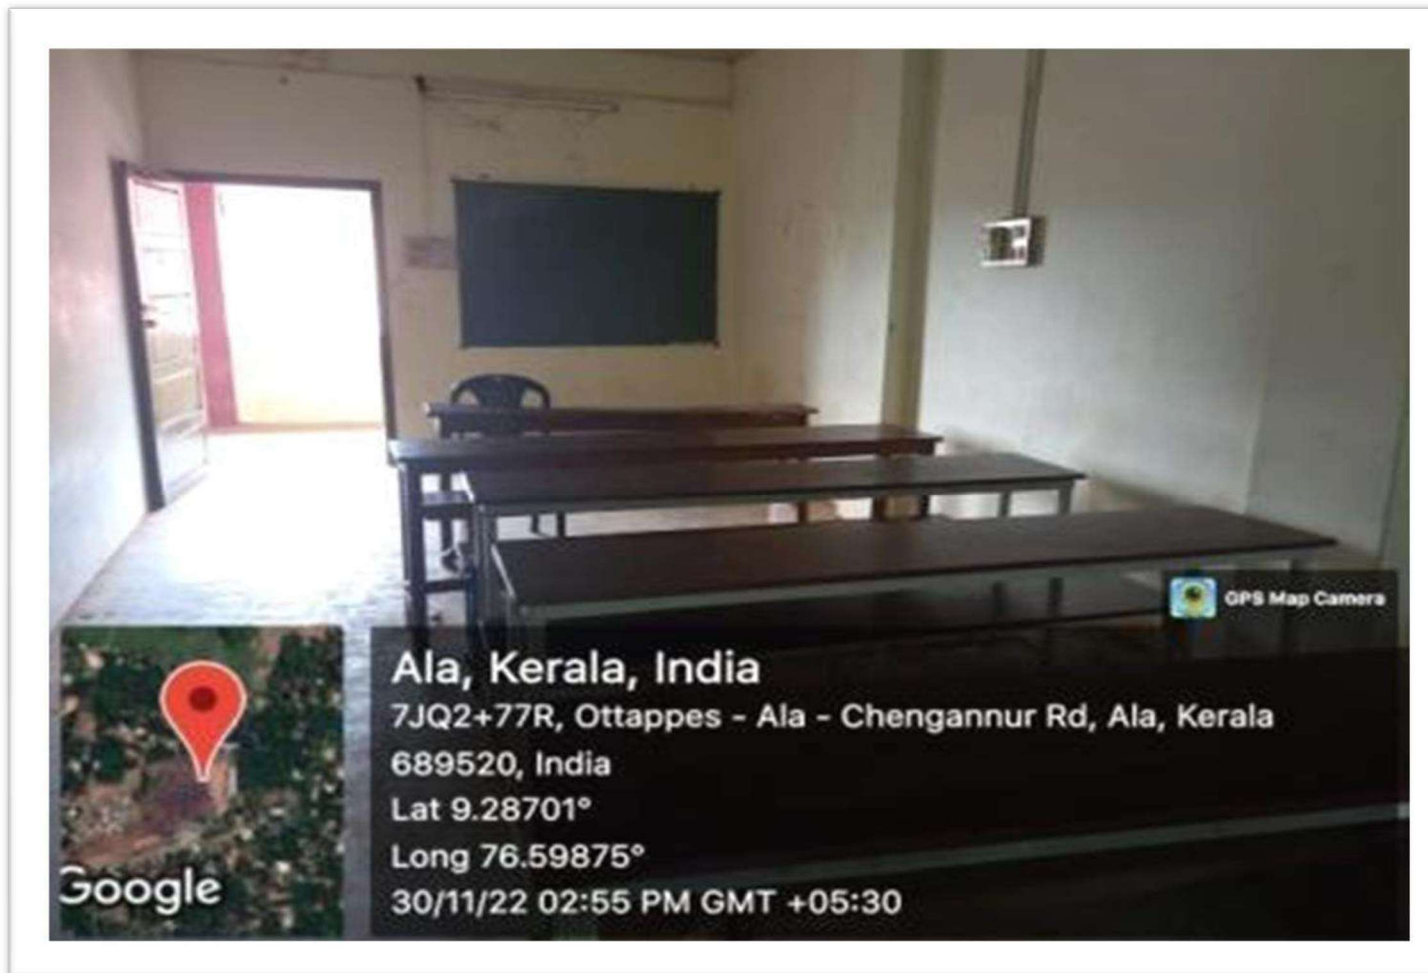 GPS Map Camera
Ala, Kerala, India
7JQ2+77R, Ottappes - Ala - Chengannur Rd, Ala, Kerala
689520, India
Lat 9.28701°
Long 76.59875°
30/11/22 02:55 PM GMT +05:30
Google